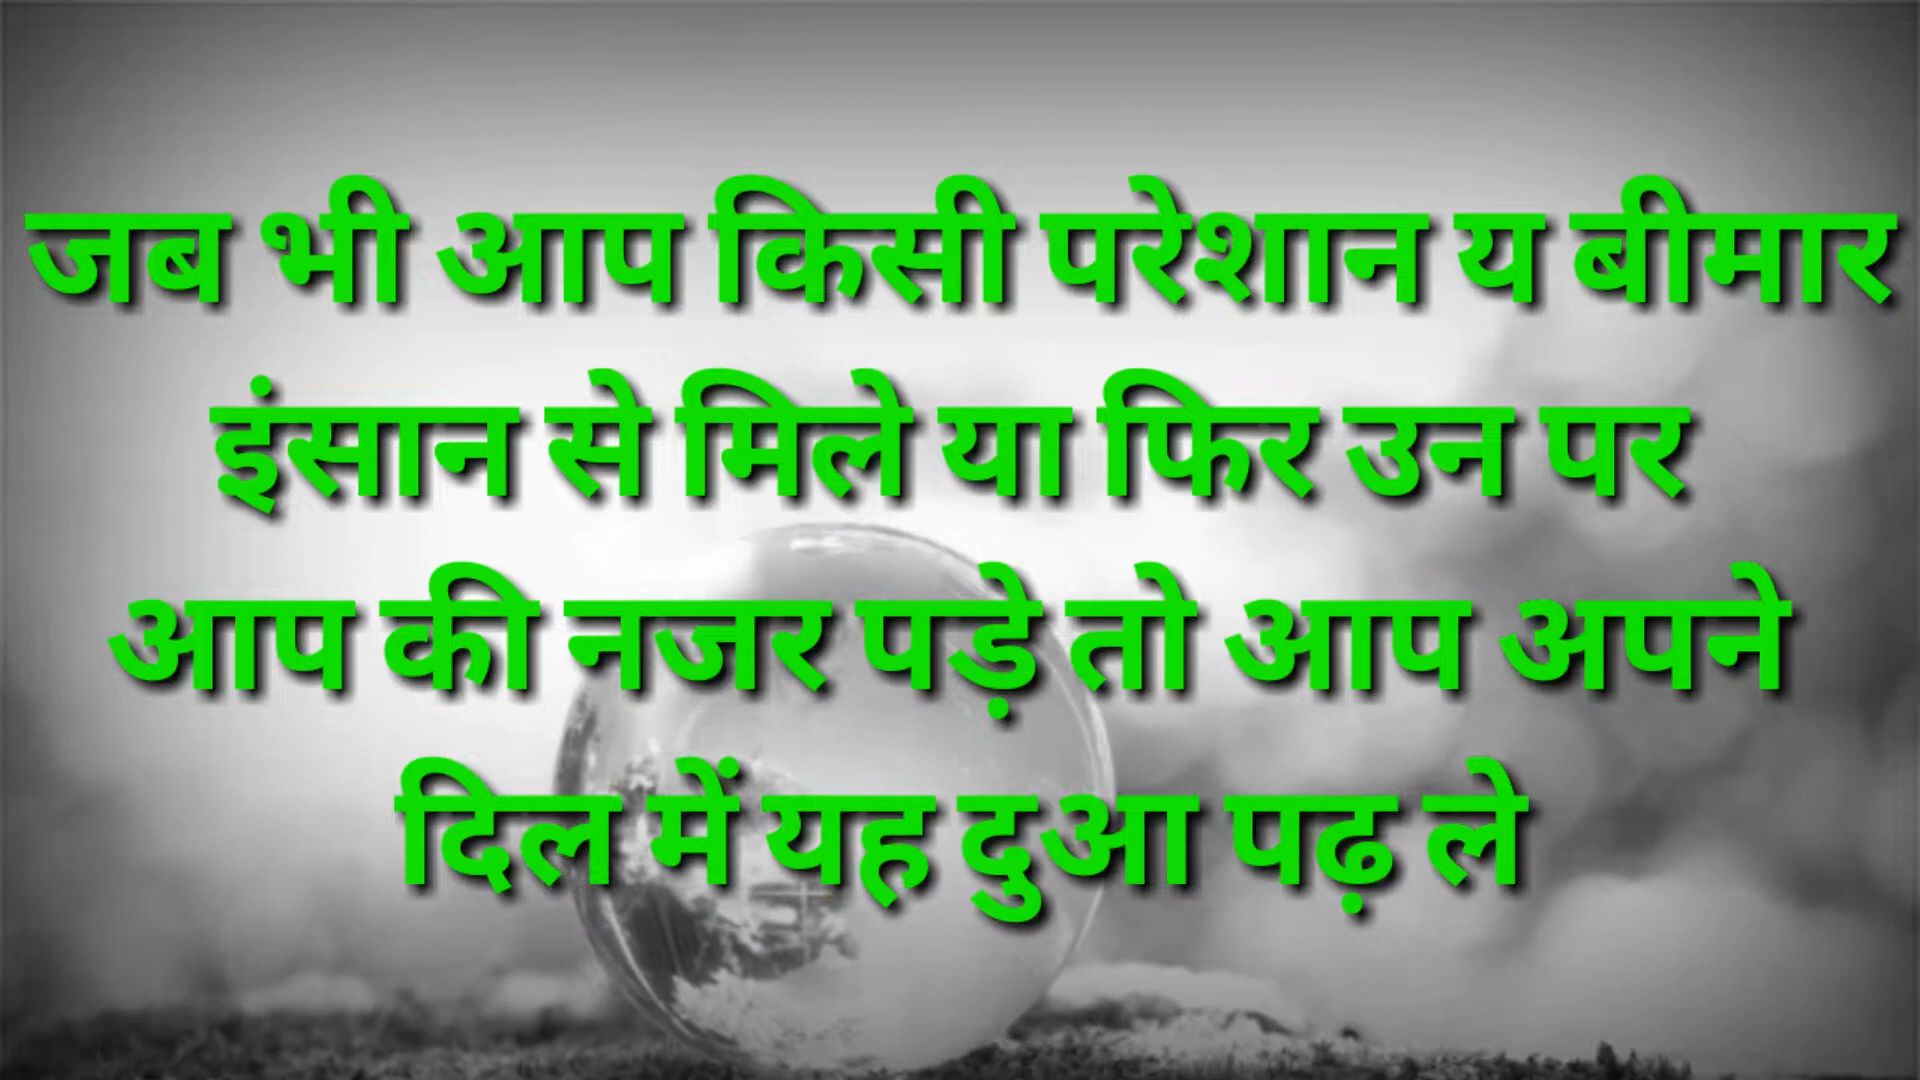 जब भी आप किसी परेशान य बीमार
इंसान से मिले या फिर उन पर
आप की नजर पड़े तो आप अपने
दिल में यह दुआ पढ़ ले